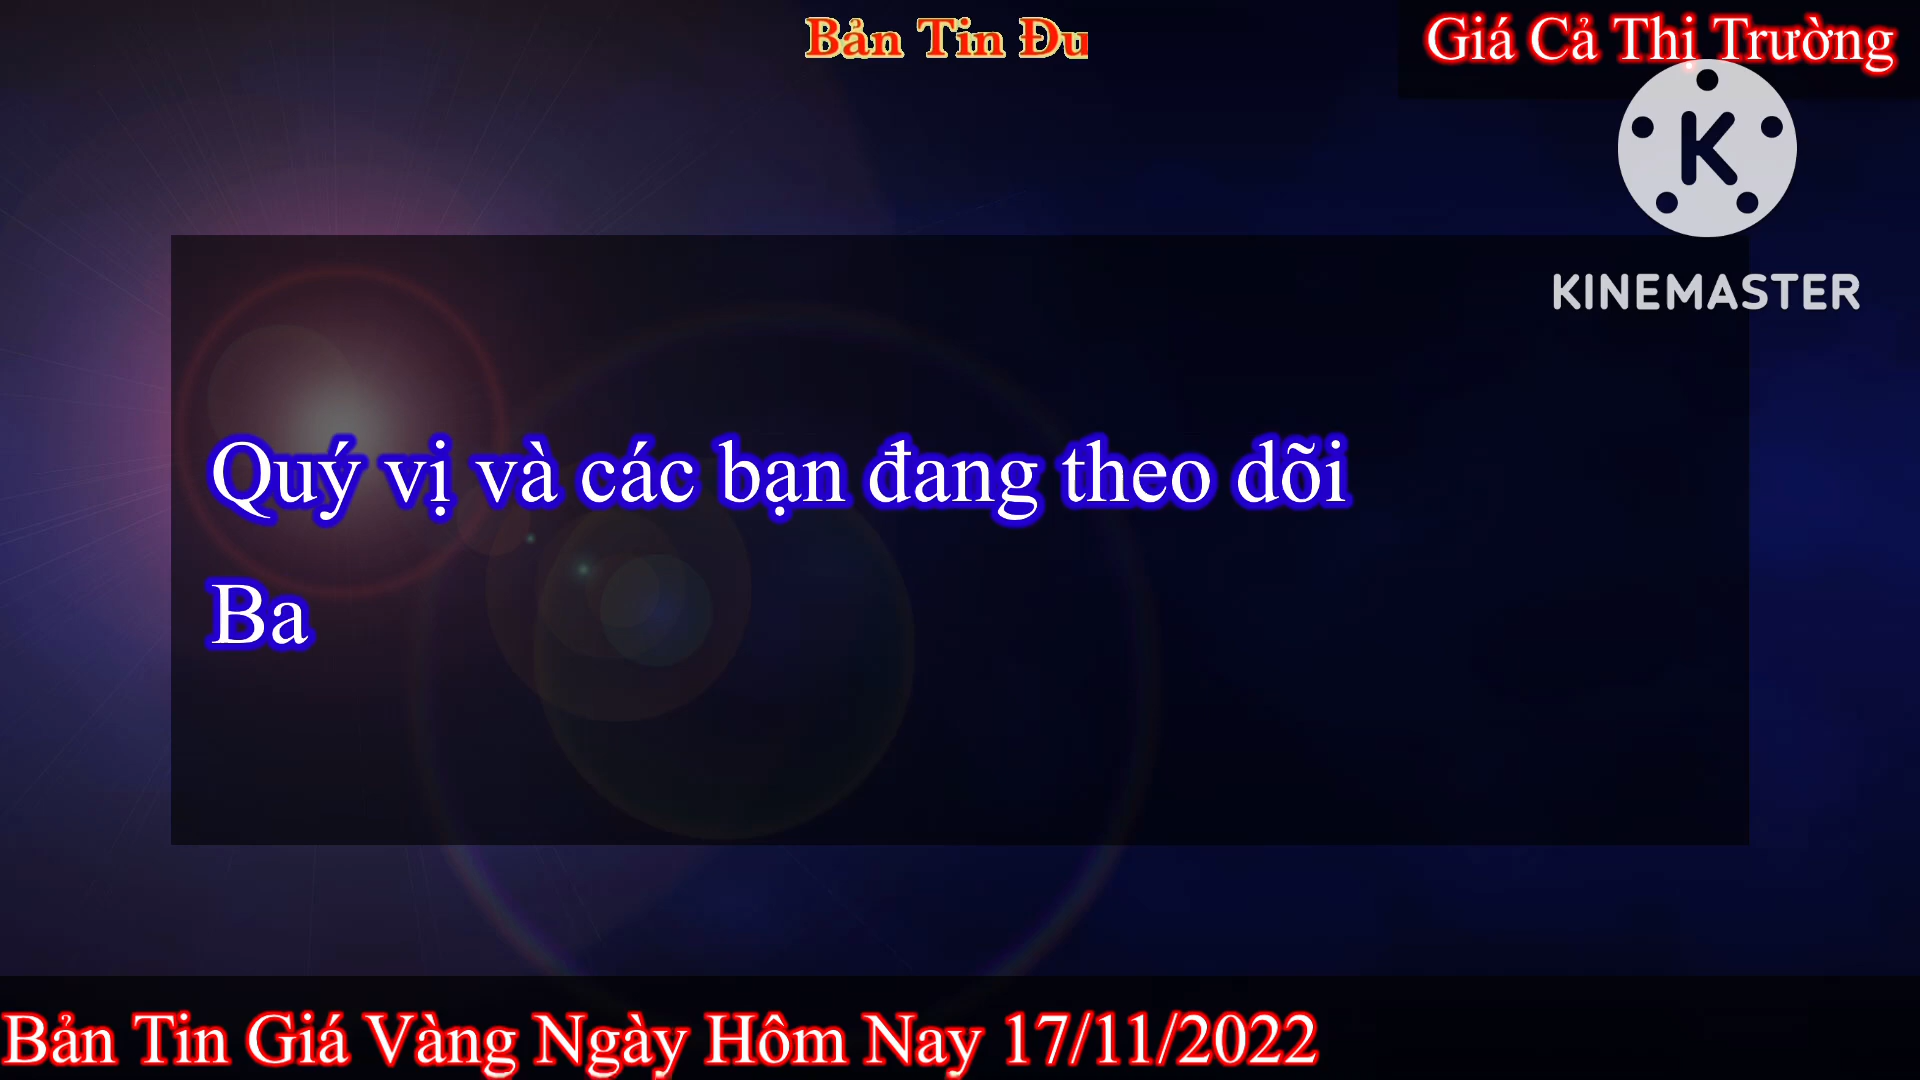 Bản Tin Đu
Giá Cả Thi Trường
KINEMASTER
Quý vị và các bạn đang theo dõi
Ba
Bản Tin Giá Vàng Ngày Hôm Nay 17/11/2022